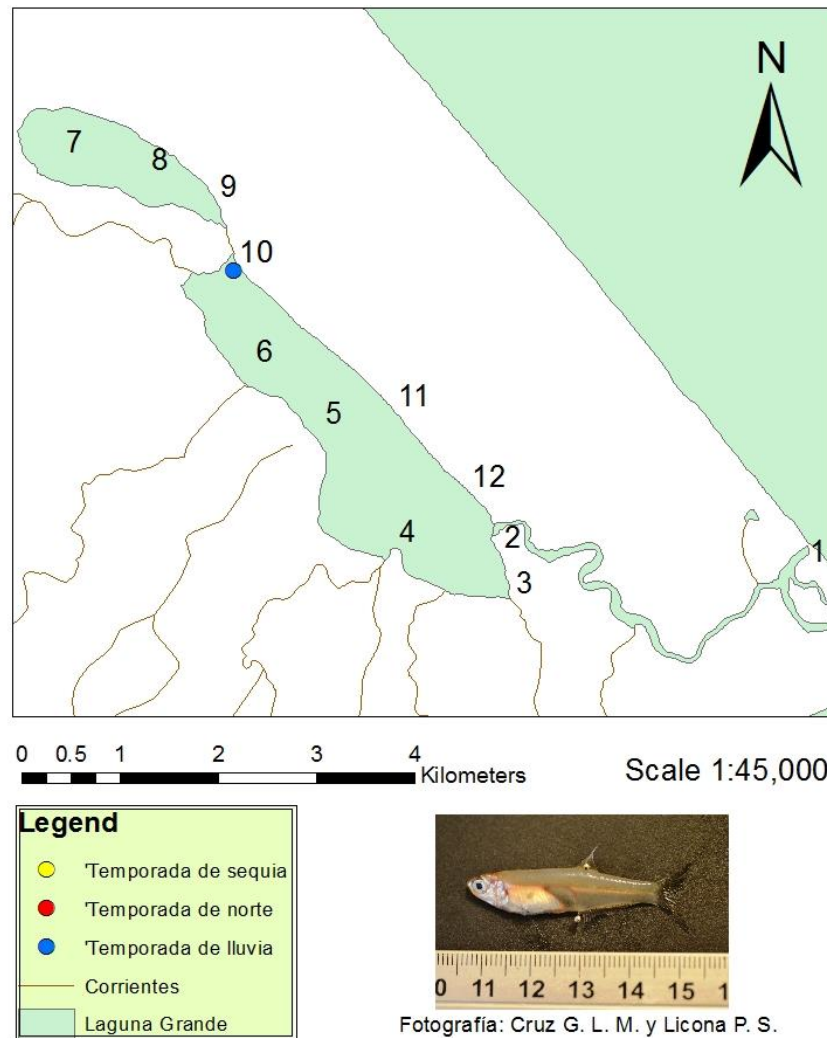 N
7
8
9
10
6
11
5
12
4
2
1
3
0 0.5 1 2 3 4
Kilometers
Scale 1:45,000
Legend
'Temporada de sequia
'Temporada de norte
'Temporada de lluvia
Corrientes
Laguna Grande
0 11 12 13 14 15 1
Fotografía: Cruz G. L. M. y Licona P. S.